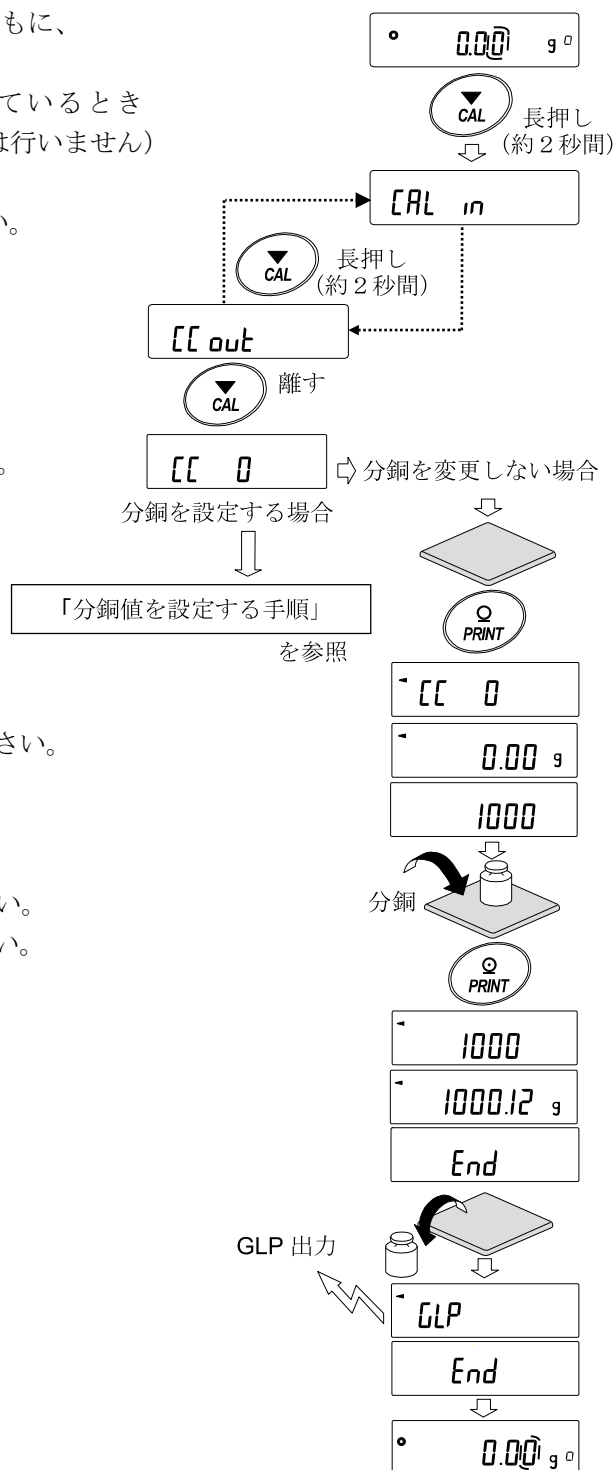 もに、
0.00 g
ているとき
CAL
長押し
は行いません)
(約2秒間)
CAL in
い。
CAL
長押し
(約2秒間)
CC out
CAL
離す
CC 0
分銅を変更しない場合
。
分銅を設定する場合
「分銅値を設定する手順」
を参照
PRINT
CC 0
さい。
0.00 g
1000
い。
分銅
い。
PRINT
1000
1000.12 g
End
GLP 出力
GLP
End
0.00 g